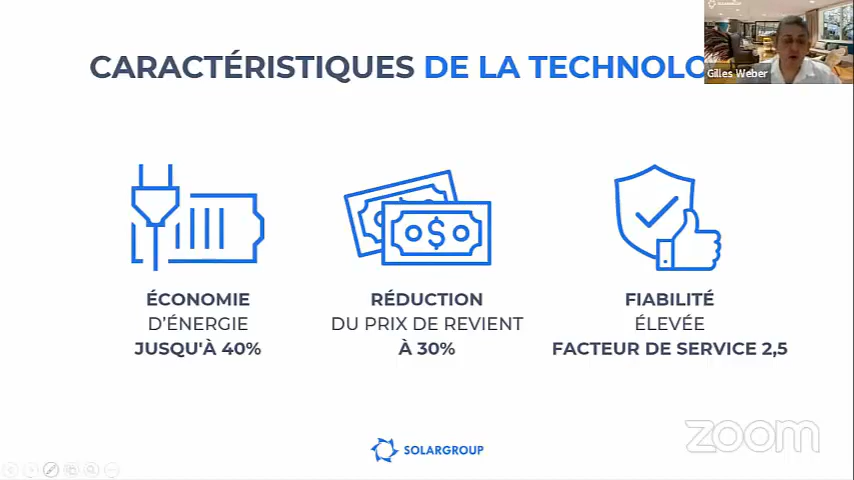 CARACTÉRISTIQUES DE LA TECHNOLO
Gilles Weber
ÉCONOMIE
D'ÉNERGIE
JUSQU'À 40%
RÉDUCTION
DU PRIX DE REVIENT
À 30%
FIABILITÉ
ÉLEVÉE
FACTEUR DE SERVICE 2,5
SOLARGROUP
zoom